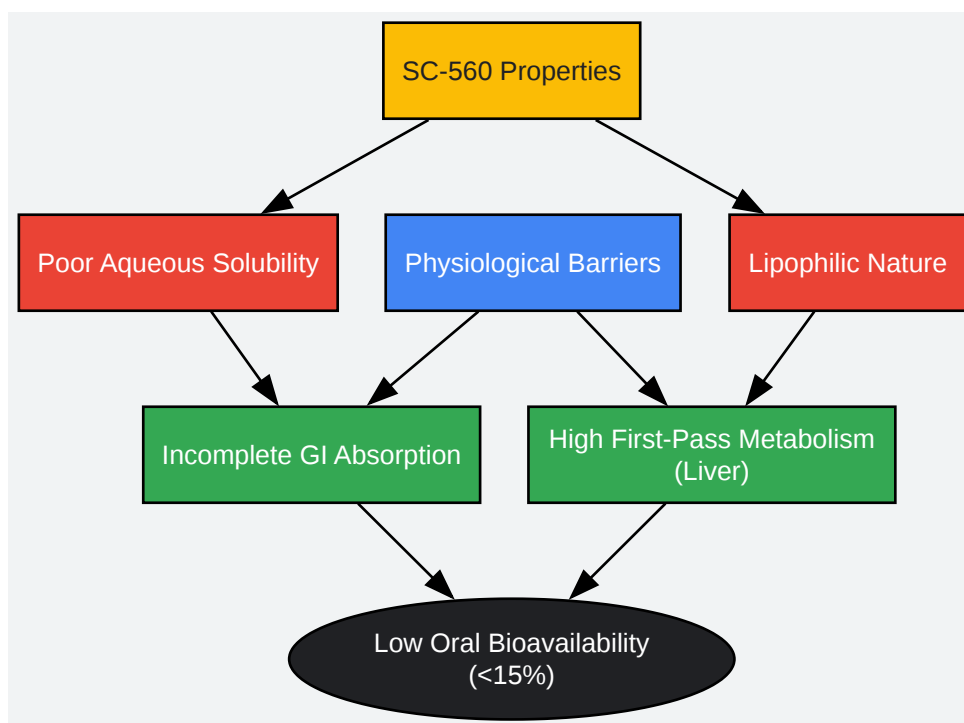 SC-560 Properties
Poor Aqueous Solubility
Physiological Barriers
Lipophilic Nature
Incomplete GI Absorption
High First-Pass Metabolism
(Liver)
Low Oral Bioavailability
(<15%)